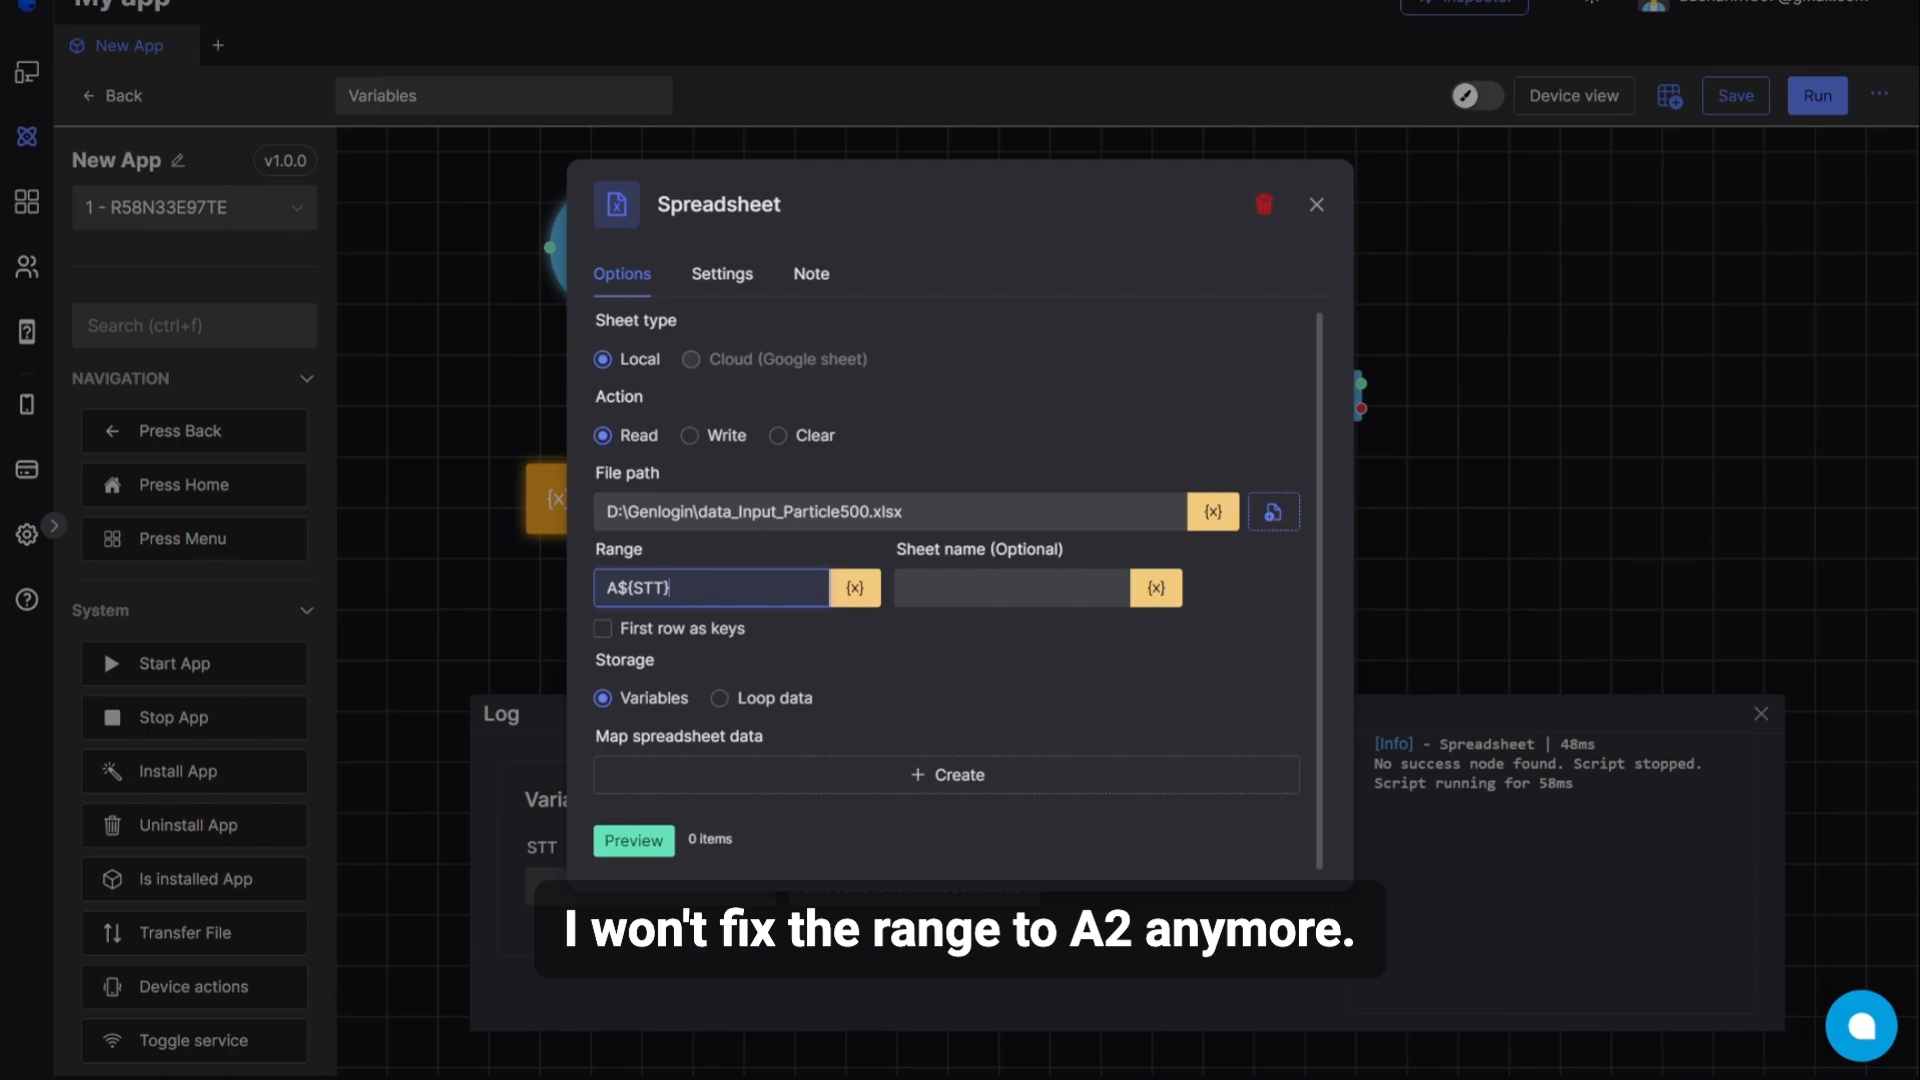 My app
Inspector
New App
+
Back
Variables
Device view
Save
Run
...
New App
v1.0.0
1 - R58N33E97TE
Search (ctrl+f)
NAVIGATION
Press Back
Press Home
Press Menu
System
Start App
Stop App
Install App
Uninstall App
Is installed App
Transfer File
Device actions
Toggle service
Spreadsheet
Options
Settings
Note
Sheet type
Local
Cloud (Google sheet)
Action
Read
Write
Clear
File path
D:\Genlogin\data_Input_Particle500.xlsx
{x}
Range
Sheet name (Optional)
A${STT}
{x}
{x}
First row as keys
Storage
Variables
Loop data
Map spreadsheet data
+ Create
Preview
0 items
{x}
Log
Varia
STT
[Info] - Spreadsheet | 48ms
No success node found. Script stopped.
Script running for 58ms
I won't fix the range to A2 anymore.